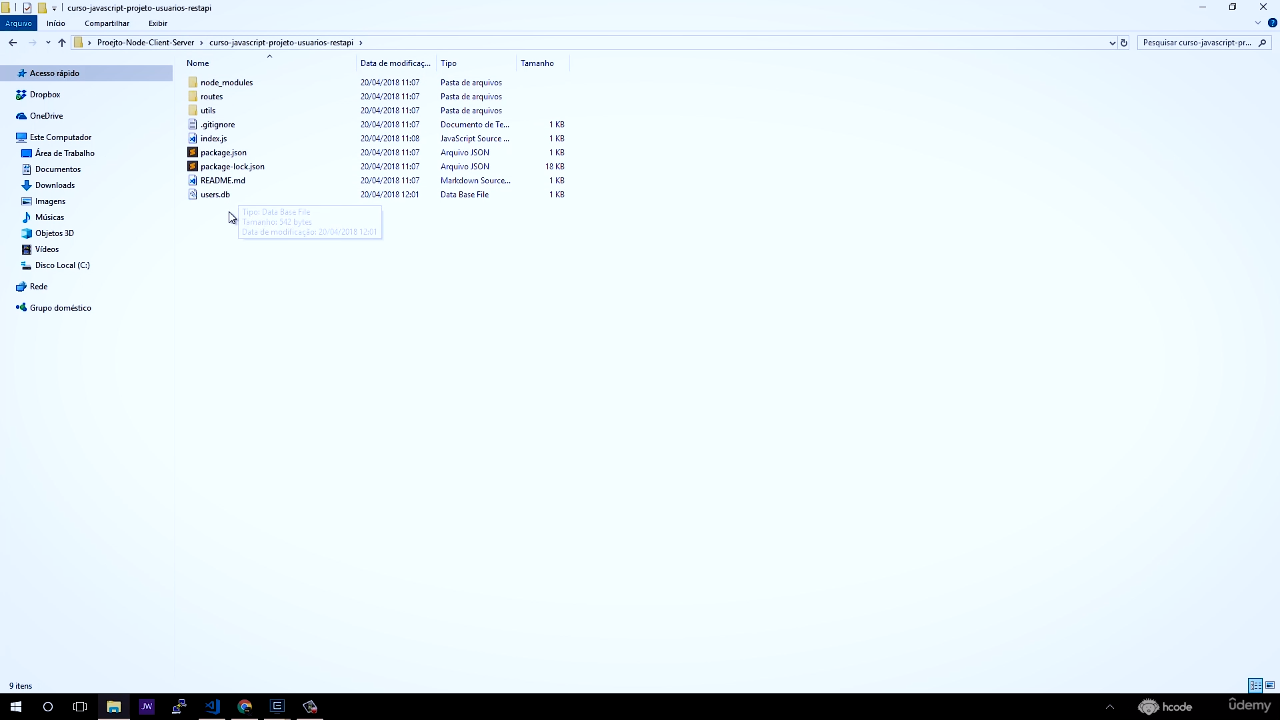 curso-javascript-projeto-usuarios-restapi
Arquivo Início Compartilhar Exibir
Proejto-Node-Client-Server curso-javascript-projeto-usuarios-restapi Pesquisar curso-javascript-pr...
Nome Data de modificaç... Tipo Tamanho
Acesso rápido
Dropbox
OneDrive
Este Computador
Área de Trabalho
Documentos
Downloads
Imagens
Músicas
Objetos 3D
Vídeos
Disco Local (C:)
Rede
Grupo doméstico
node_modules 20/04/2018 11:07 Pasta de arquivos
routes 20/04/2018 11:07 Pasta de arquivos
utils 20/04/2018 11:07 Pasta de arquivos
.gitignore 20/04/2018 11:07 Documento de Te... 1 KB
index.js 20/04/2018 11:08 JavaScript Source ... 1 KB
package.json 20/04/2018 11:07 Arquivo JSON 1 KB
package-lock.json 20/04/2018 11:07 Arquivo JSON 18 KB
README.md 20/04/2018 11:07 Markdown Source... 1 KB
users.db 20/04/2018 12:01 Data Base File 1 KB
Tipo: Data Base File
Tamanho: 542 bytes
Data de modificação: 20/04/2018 12:01
9 itens
JW
hcode
udemy